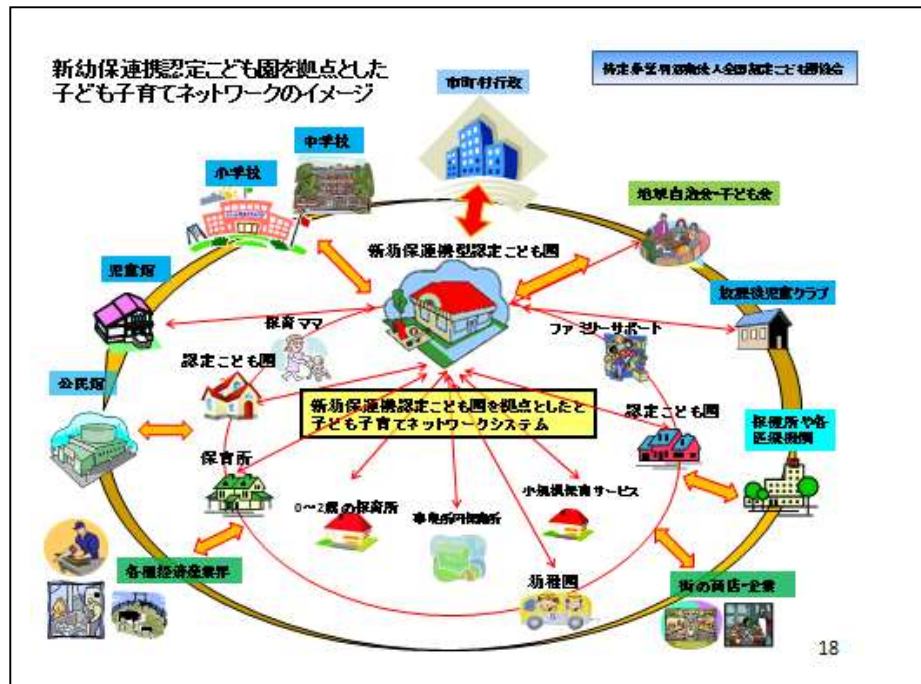 新幼保連携認定こども園を拠点とした
子ども子育てネットワークのイメージ
特定非営利活動法人全国認定こども園協会
市町村行政
中学校
小学校
地域自治会・子ども会
新幼保連携型認定こども園
児童館
放課後児童クラブ
保育ママ
ファミリーサポート
認定こども園
公民館
新幼保連携認定こども園を拠点としたと
子ども子育てネットワークシステム
認定こども園
保健所や各
医療機関
保育所
0～2歳の保育所
事業所内保育所
小規模保育サービス
各種経済産業界
幼稚園
街の商店・企業
18